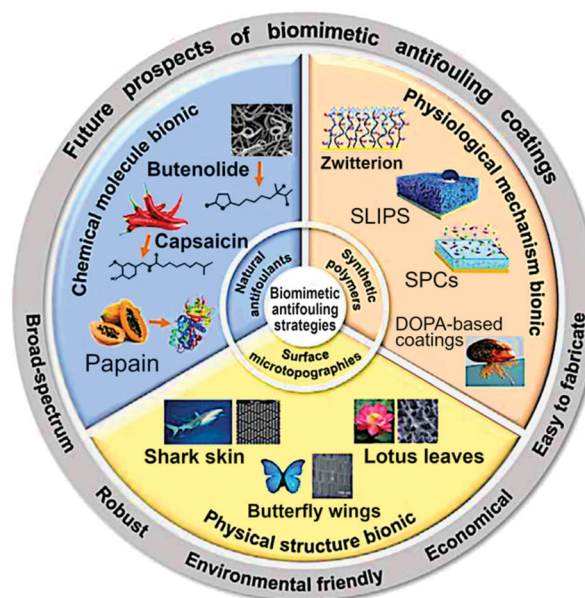 Future prospects of biomimetic antifouling coatings
Chemical molecule bionic
Butenolide
Capsaicin
Papain
Physiological mechanism bionic
Zwitterion
SLIPS
SPCs
DOPA-based
coatings
Natural
antifoulants
Synthetic
polymers
Biomimetic
antifouling
strategies
Surface
microtopographies
Shark skin
Lotus leaves
Butterfly wings
Physical structure bionic
Broad-spectrum
Robust
Environmental friendly
Economical
Easy to fabricate